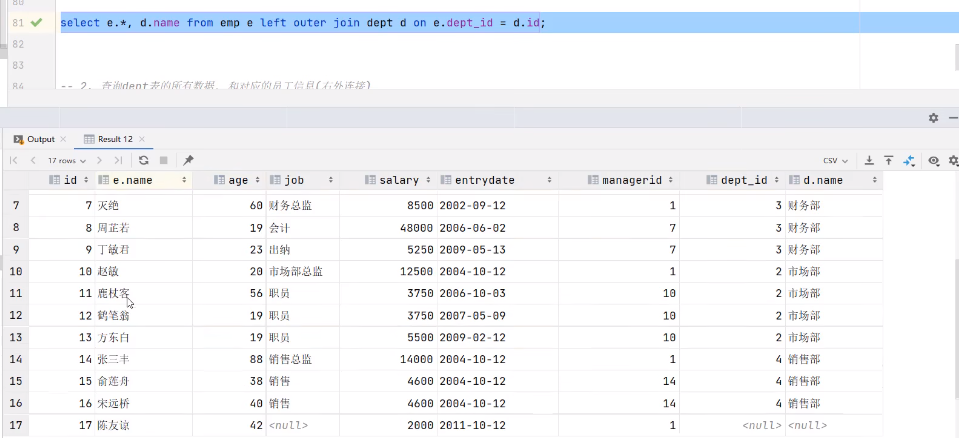 80
81 select e.*, d.name from emp e left outer join dept d on e.dept_id = d.id;
82
83
84 -- 2. 查询dept表的所有数据, 和对应的员工信息(右外连接)
Output Result 12
17 rows CSV
id e.name age job salary entrydate managerid dept_id d.name
7 7 灭绝 60 财务总监 8500 2002-09-12 1 3 财务部
8 8 周芷若 19 会计 48000 2006-06-02 7 3 财务部
9 9 丁敏君 23 出纳 5250 2009-05-13 7 3 财务部
10 10 赵敏 20 市场部总监 12500 2004-10-12 1 2 市场部
11 11 鹿杖客 56 职员 3750 2006-10-03 10 2 市场部
12 12 鹤笔翁 19 职员 3750 2007-05-09 10 2 市场部
13 13 方东白 19 职员 5500 2009-02-12 10 2 市场部
14 14 张三丰 88 销售总监 14000 2004-10-12 1 4 销售部
15 15 俞莲舟 38 销售 4600 2004-10-12 14 4 销售部
16 16 宋远桥 40 销售 4600 2004-10-12 14 4 销售部
17 17 陈友谅 42 <null> 2000 2011-10-12 1 <null> <null>